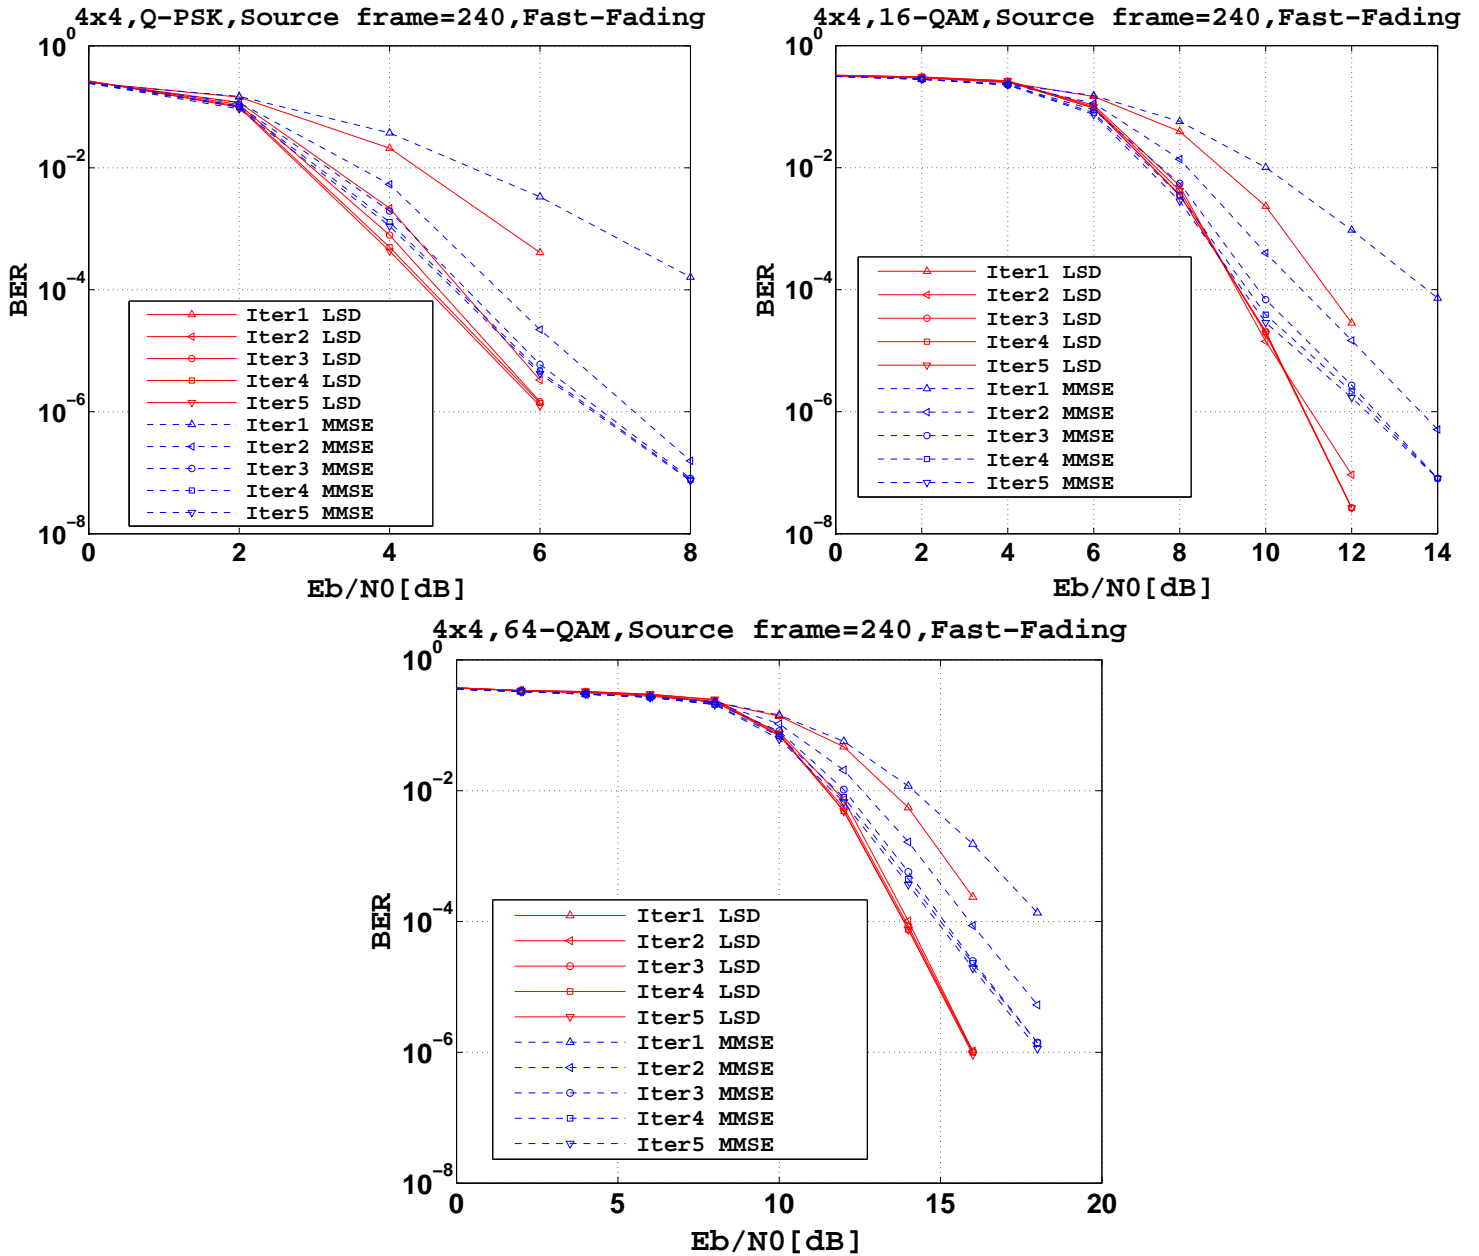 4x4,Q-PSK,Source frame=240,Fast-Fading
10^0
10^-2
10^-4
10^-6
10^-8
BER
Iter1 LSD
Iter2 LSD
Iter3 LSD
Iter4 LSD
Iter5 LSD
Iter1 MMSE
Iter2 MMSE
Iter3 MMSE
Iter4 MMSE
Iter5 MMSE
0 2 4 6 8
Eb/N0[dB]
4x4,16-QAM,Source frame=240,Fast-Fading
10^0
10^-2
10^-4
10^-6
10^-8
BER
Iter1 LSD
Iter2 LSD
Iter3 LSD
Iter4 LSD
Iter5 LSD
Iter1 MMSE
Iter2 MMSE
Iter3 MMSE
Iter4 MMSE
Iter5 MMSE
0 2 4 6 8 10 12 14
Eb/N0[dB]
4x4,64-QAM,Source frame=240,Fast-Fading
10^0
10^-2
10^-4
10^-6
10^-8
BER
Iter1 LSD
Iter2 LSD
Iter3 LSD
Iter4 LSD
Iter5 LSD
Iter1 MMSE
Iter2 MMSE
Iter3 MMSE
Iter4 MMSE
Iter5 MMSE
0 5 10 15 20
Eb/N0[dB]